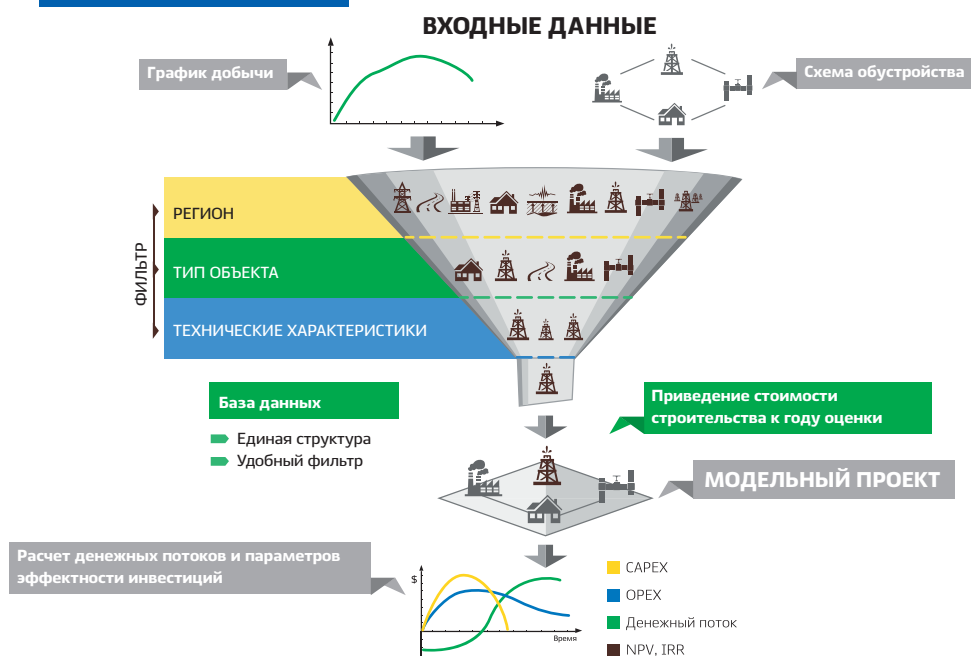 ВХОДНЫЕ ДАННЫЕ
График добычи
Схема обустройства
ФИЛЬТР
РЕГИОН
ТИП ОБЪЕКТА
ТЕХНИЧЕСКИЕ ХАРАКТЕРИСТИКИ
База данных
Единая структура
Удобный фильтр
Приведение стоимости
строительства к году оценки
МОДЕЛЬНЫЙ ПРОЕКТ
Расчет денежных потоков и параметров
эффектности инвестиций
$
Время
CAPEX
OPEX
Денежный поток
NPV, IRR